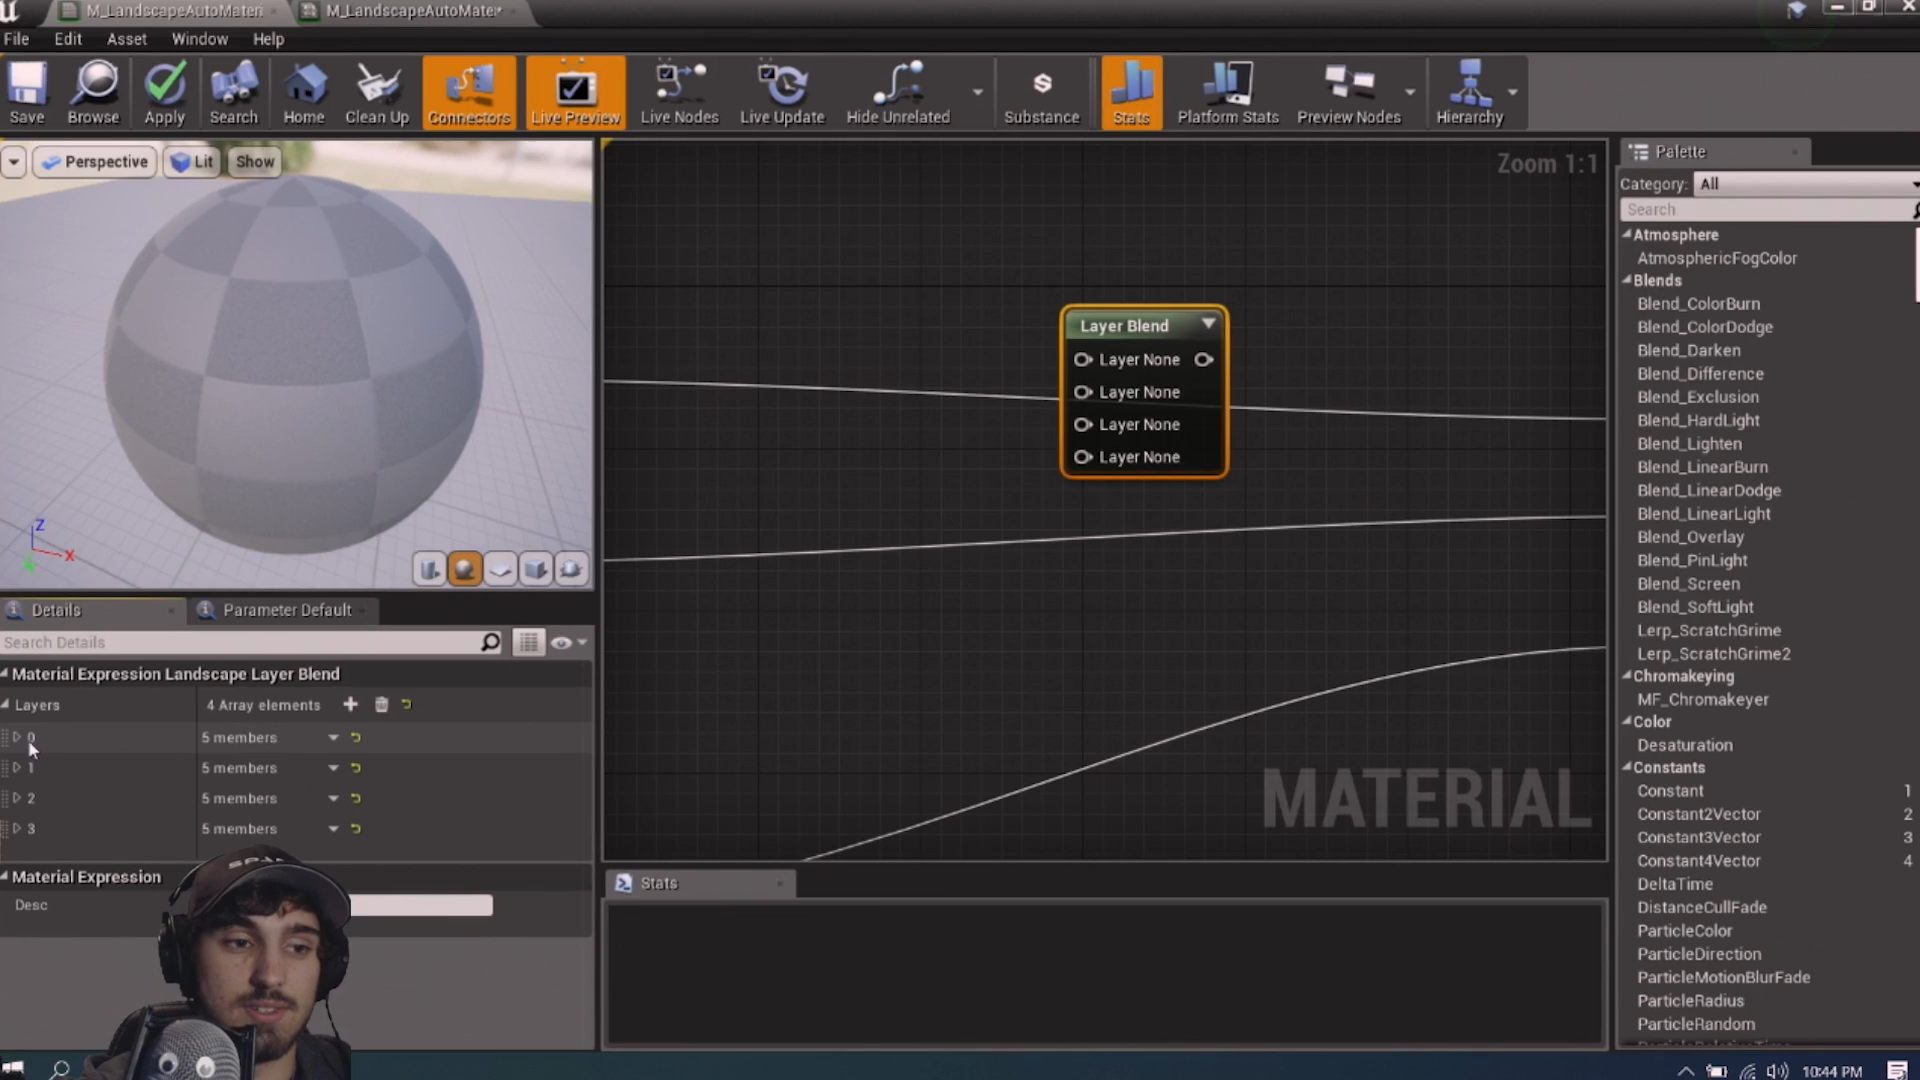 M_LandscapeAutoMateri
M_LandscapeAutoMater*
File Edit Asset Window Help
Save Browse Apply Search Home Clean Up Connectors Live Preview Live Nodes Live Update Hide Unrelated Substance Stats Platform Stats Preview Nodes Hierarchy
Perspective Lit Show
Zoom 1:1
Z
X
Layer Blend
Layer None
Layer None
Layer None
Layer None
MATERIAL
Details Parameter Default
Search Details
Material Expression Landscape Layer Blend
Layers 4 Array elements
0 5 members
1 5 members
2 5 members
3 5 members
Material Expression
Desc
Stats
Palette
Category: All
Search
Atmosphere
AtmosphericFogColor
Blends
Blend_ColorBurn
Blend_ColorDodge
Blend_Darken
Blend_Difference
Blend_Exclusion
Blend_HardLight
Blend_Lighten
Blend_LinearBurn
Blend_LinearDodge
Blend_LinearLight
Blend_Overlay
Blend_PinLight
Blend_Screen
Blend_SoftLight
Lerp_ScratchGrime
Lerp_ScratchGrime2
Chromakeying
MF_Chromakeyer
Color
Desaturation
Constants
Constant 1
Constant2Vector 2
Constant3Vector 3
Constant4Vector 4
DeltaTime
DistanceCullFade
ParticleColor
ParticleDirection
ParticleMotionBlurFade
ParticleRadius
ParticleRandom
10:44 PM